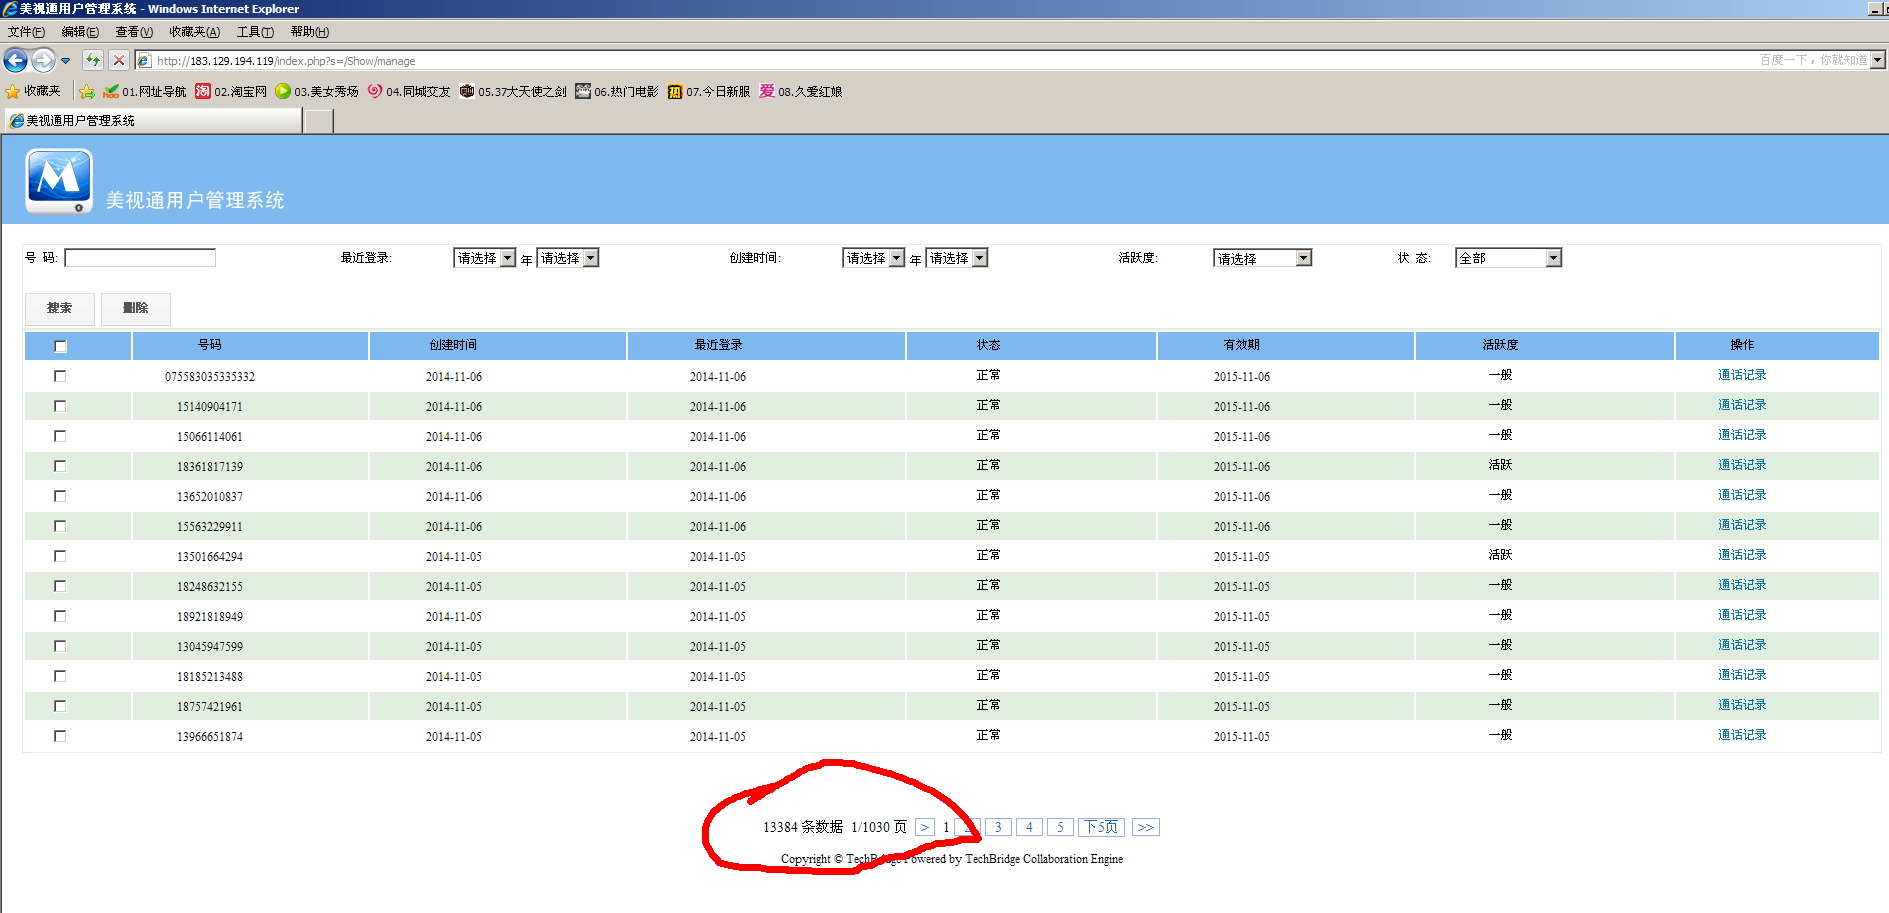 美视通用户管理系统 - Windows Internet Explorer
文件(F) 编辑(E) 查看(V) 收藏夹(A) 工具(T) 帮助(H)
http://183.129.194.119/index.php?s=/Show/manage 百度一下，你就知道
收藏夹 01.网址导航 淘 02.淘宝网 03.美女秀场 04.同城交友 05.37大天使之剑 06.热门电影 07.今日新服 爱 08.久爱红娘
美视通用户管理系统
美视通用户管理系统
号 码: 最近登录: 请选择 年 请选择 创建时间: 请选择 年 请选择 活跃度: 请选择 状 态: 全部
搜索 删除
号码 创建时间 最近登录 状态 有效期 活跃度 操作
075583035335332 2014-11-06 2014-11-06 正常 2015-11-06 一般 通话记录
15140904171 2014-11-06 2014-11-06 正常 2015-11-06 一般 通话记录
15066114061 2014-11-06 2014-11-06 正常 2015-11-06 一般 通话记录
18361817139 2014-11-06 2014-11-06 正常 2015-11-06 活跃 通话记录
13652010837 2014-11-06 2014-11-06 正常 2015-11-06 一般 通话记录
15563229911 2014-11-06 2014-11-06 正常 2015-11-06 一般 通话记录
13501664294 2014-11-05 2014-11-05 正常 2015-11-05 活跃 通话记录
18248632155 2014-11-05 2014-11-05 正常 2015-11-05 一般 通话记录
18921818949 2014-11-05 2014-11-05 正常 2015-11-05 一般 通话记录
13045947599 2014-11-05 2014-11-05 正常 2015-11-05 一般 通话记录
18185213488 2014-11-05 2014-11-05 正常 2015-11-05 一般 通话记录
18757421961 2014-11-05 2014-11-05 正常 2015-11-05 一般 通话记录
13966651874 2014-11-05 2014-11-05 正常 2015-11-05 一般 通话记录
13384 条数据 1/1030 页 > 1 2 3 4 5 下5页 >>
Copyright © TechBridge Powered by TechBridge Collaboration Engine